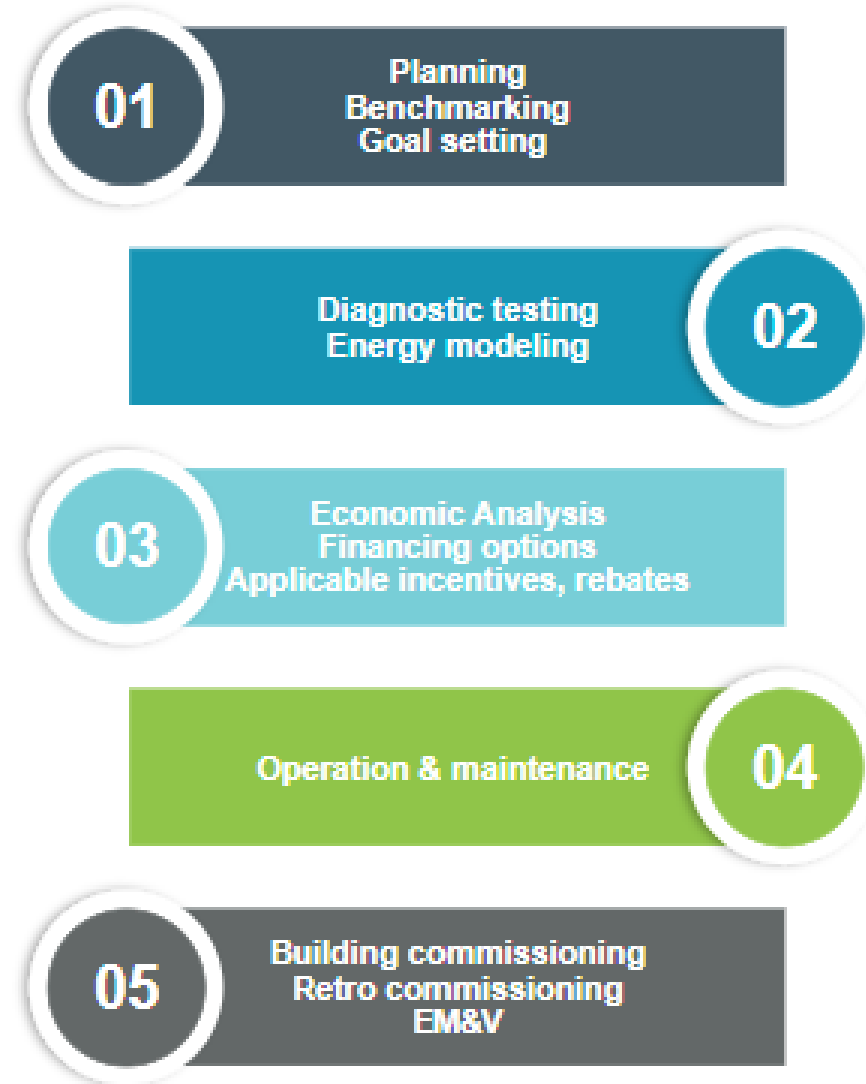 01
Planning
Benchmarking
Goal setting
Diagnostic testing
Energy modeling
02
03
Economic Analysis
Financing options
Applicable incentives, rebates
Operation & maintenance
04
05
Building commissioning
Retro commissioning
EM&V